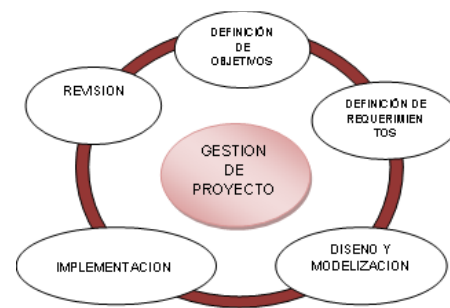 DEFINICIÓN
DE
OBJETIVOS
DEFINICIÓN DE
REQUERIMIEN
TOS
DISENO Y
MODELIZACION
IMPLEMENTACION
REVISION
GESTION
DE
PROYECTO